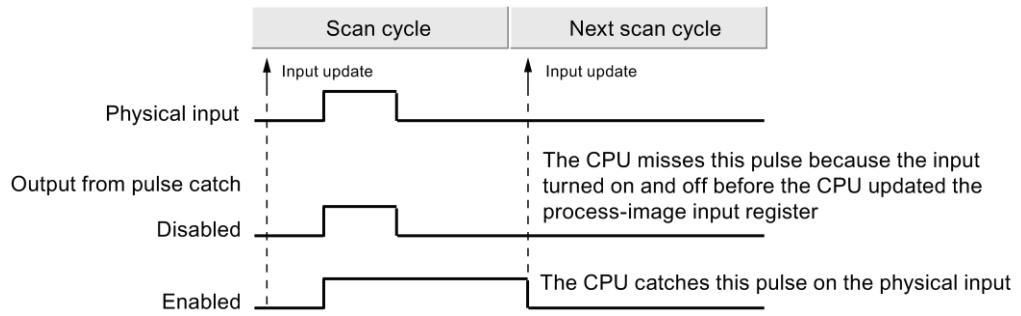 Scan cycle
Next scan cycle
Input update
Input update
Physical input
Output from pulse catch
The CPU misses this pulse because the input
turned on and off before the CPU updated the
process-image input register
Disabled
The CPU catches this pulse on the physical input
Enabled